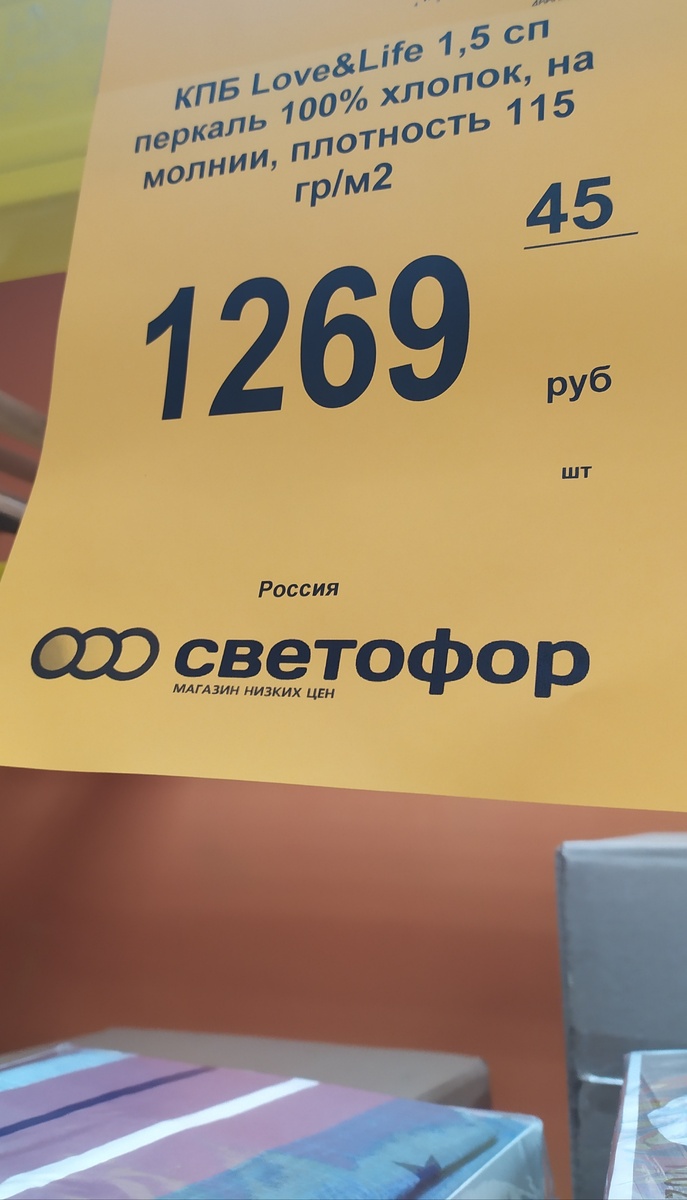 КПБ Love&Life 1,5 сп
перкаль 100% хлопок, на
молнии, плотность 115
гр/м2
1269
45
руб
шт
Россия
светофор
МАГАЗИН НИЗКИХ ЦЕН